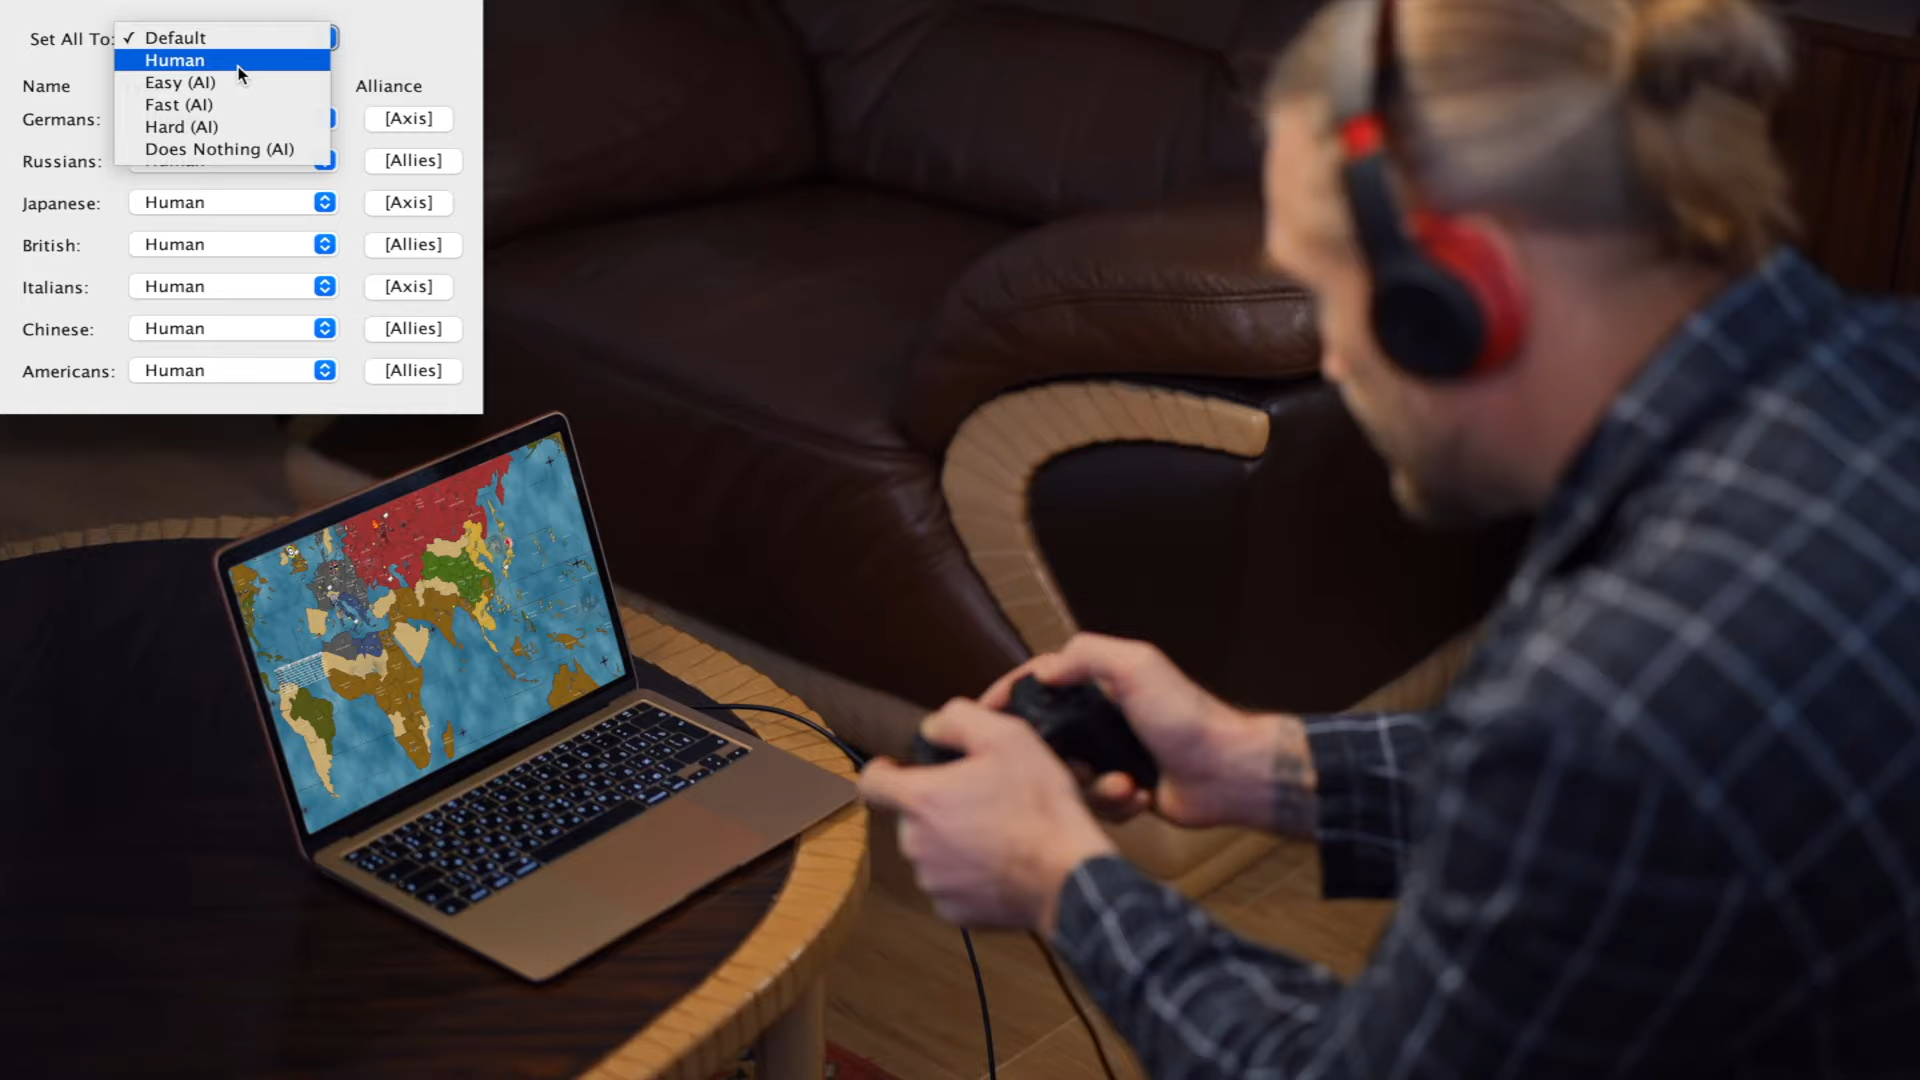 Set All To: ✓ Default
Human
Easy (AI)
Fast (AI)
Hard (AI)
Does Nothing (AI)
Name Alliance
Germans: [Axis]
Russians: Human [Allies]
Japanese: Human [Axis]
British: Human [Allies]
Italians: Human [Axis]
Chinese: Human [Allies]
Americans: Human [Allies]